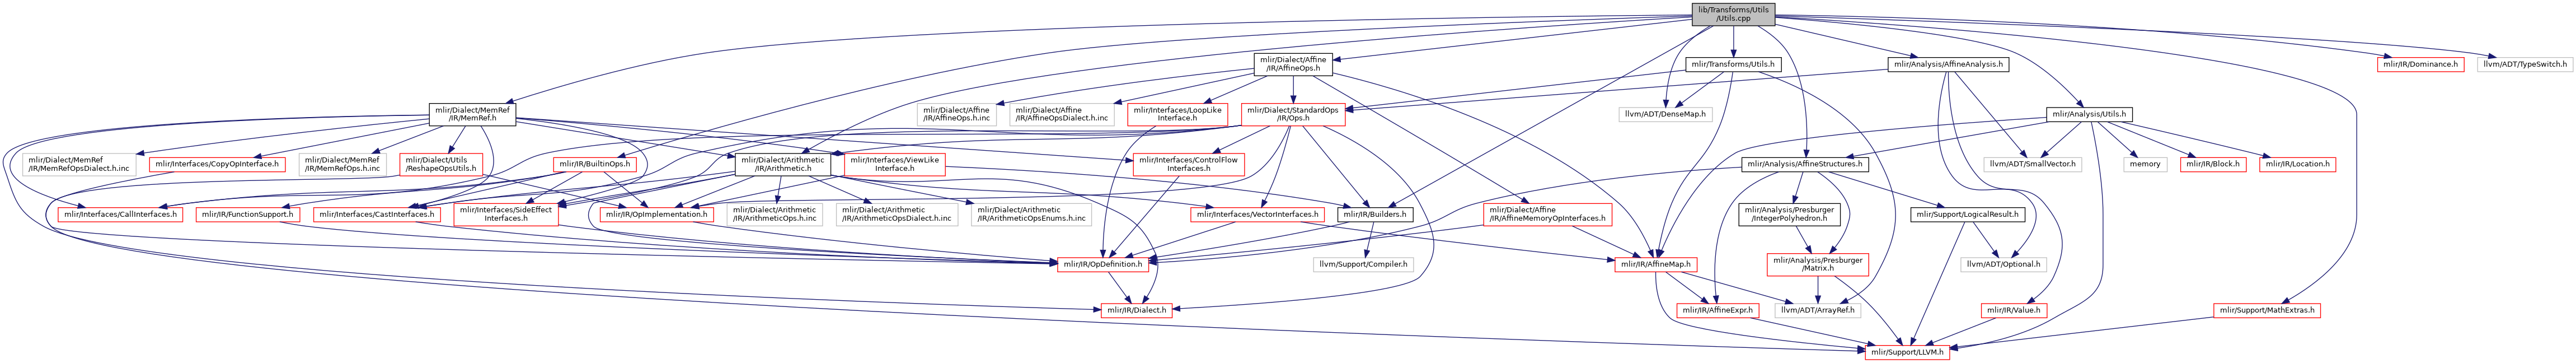 lib/Transforms/Utils
/Utils.cpp
mlir/Dialect/Affine
/IR/AffineOps.h
mlir/Transforms/Utils.h
mlir/Analysis/AffineAnalysis.h
mlir/IR/Dominance.h
llvm/ADT/TypeSwitch.h
mlir/Dialect/MemRef
/IR/MemRef.h
mlir/Dialect/Affine
/IR/AffineOps.h.inc
mlir/Dialect/Affine
/IR/AffineOpsDialect.h.inc
mlir/Interfaces/LoopLike
Interface.h
mlir/Dialect/StandardOps
/IR/Ops.h
llvm/ADT/DenseMap.h
mlir/Analysis/Utils.h
mlir/Dialect/MemRef
/IR/MemRefOpsDialect.h.inc
mlir/Interfaces/CopyOpInterface.h
mlir/Dialect/MemRef
/IR/MemRefOps.h.inc
mlir/Dialect/Utils
/ReshapeOpsUtils.h
mlir/IR/BuiltinOps.h
mlir/Dialect/Arithmetic
/IR/Arithmetic.h
mlir/Interfaces/ViewLike
Interface.h
mlir/Interfaces/ControlFlow
Interfaces.h
mlir/Analysis/AffineStructures.h
llvm/ADT/SmallVector.h
memory
mlir/IR/Block.h
mlir/IR/Location.h
mlir/Interfaces/CallInterfaces.h
mlir/IR/FunctionSupport.h
mlir/Interfaces/CastInterfaces.h
mlir/Interfaces/SideEffect
Interfaces.h
mlir/IR/OpImplementation.h
mlir/Dialect/Arithmetic
/IR/ArithmeticOps.h.inc
mlir/Dialect/Arithmetic
/IR/ArithmeticOpsDialect.h.inc
mlir/Dialect/Arithmetic
/IR/ArithmeticOpsEnums.h.inc
mlir/Interfaces/VectorInterfaces.h
mlir/IR/Builders.h
mlir/Dialect/Affine
/IR/AffineMemoryOpInterfaces.h
mlir/Analysis/Presburger
/IntegerPolyhedron.h
mlir/Support/LogicalResult.h
mlir/IR/OpDefinition.h
llvm/Support/Compiler.h
mlir/IR/AffineMap.h
mlir/Analysis/Presburger
/Matrix.h
llvm/ADT/Optional.h
mlir/IR/Dialect.h
mlir/IR/AffineExpr.h
llvm/ADT/ArrayRef.h
mlir/IR/Value.h
mlir/Support/MathExtras.h
mlir/Support/LLVM.h